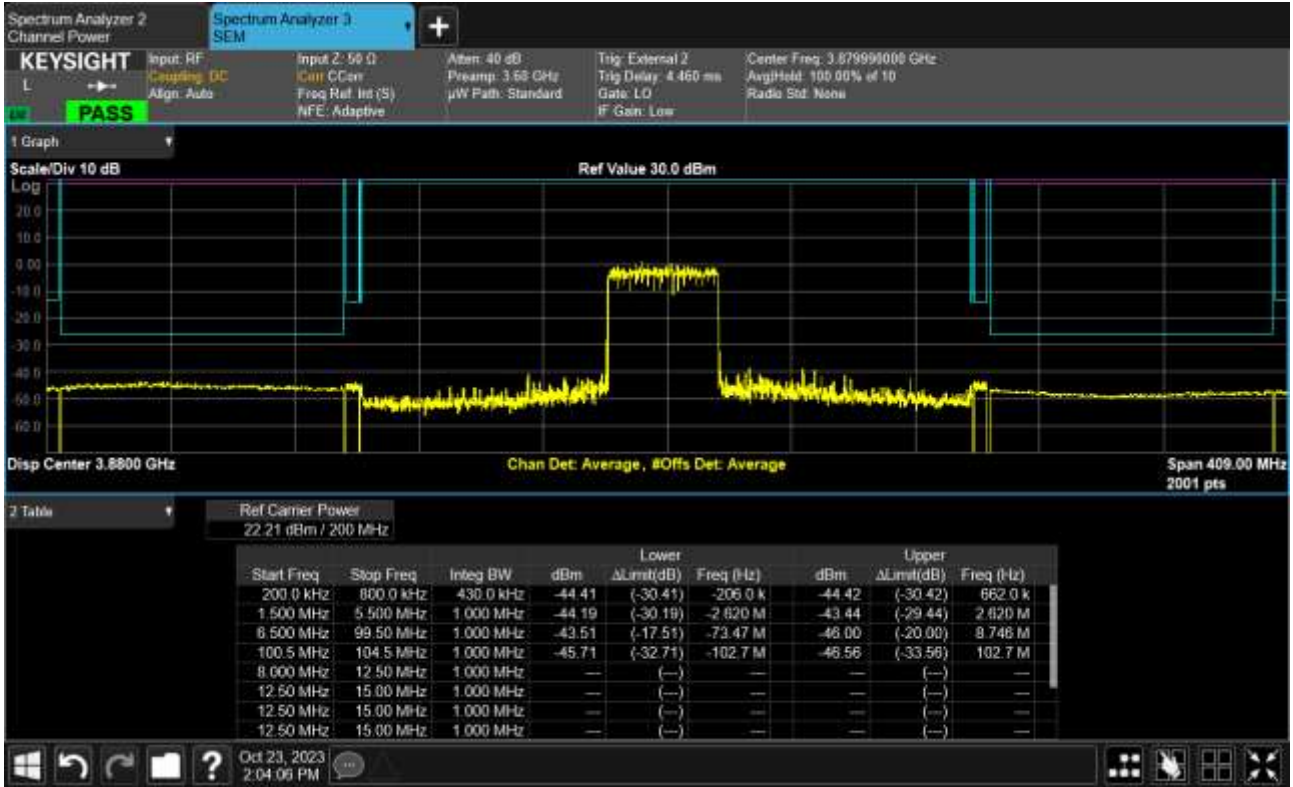 Spectrum Analyzer 2
Channel Power
Spectrum Analyzer 3
SEM
KEYSIGHT
L
PASS
Input: RF
Coupling: DC
Align: Auto
Input Z: 50 Ω
Corr CCorr
Freq Ref: Int (S)
NFE: Adaptive
Atten: 40 dB
Preamp: 3.60 GHz
µW Path: Standard
Trig: External 2
Trig Delay: 4.460 ms
Gate: LO
IF Gain: Low
Center Freq: 3.879990000 GHz
Avg|Hold: 100.00% of 10
Radio Std: None
1 Graph
Scale/Div 10 dB
Ref Value 30.0 dBm
Log
20.0
10.0
0.00
-10.0
-20.0
-30.0
-40.0
-50.0
-60.0
Disp Center 3.8800 GHz
Chan Det: Average, #Offs Det: Average
Span 409.00 MHz
2001 pts
2 Table
Ref Carrier Power
22.21 dBm / 200 MHz
Lower Upper
Start Freq Stop Freq Integ BW dBm ΔLimit(dB) Freq (Hz) dBm ΔLimit(dB) Freq (Hz)
200.0 kHz 800.0 kHz 430.0 kHz -44.41 (-30.41) -206.0 k -44.42 (-30.42) 662.0 k
1.500 MHz 5.500 MHz 1.000 MHz -44.19 (-30.19) -2.620 M -43.44 (-29.44) 2.620 M
6.500 MHz 99.50 MHz 1.000 MHz -43.51 (-17.51) -73.47 M -46.00 (-20.00) 8.746 M
100.5 MHz 104.5 MHz 1.000 MHz -45.71 (-32.71) -102.7 M -46.56 (-33.56) 102.7 M
8.000 MHz 12.50 MHz 1.000 MHz --- (---) --- --- (---) ---
12.50 MHz 15.00 MHz 1.000 MHz --- (---) --- --- (---) ---
12.50 MHz 15.00 MHz 1.000 MHz --- (---) --- --- (---) ---
12.50 MHz 15.00 MHz 1.000 MHz --- (---) --- --- (---) ---
?
Oct 23, 2023
2:04:06 PM